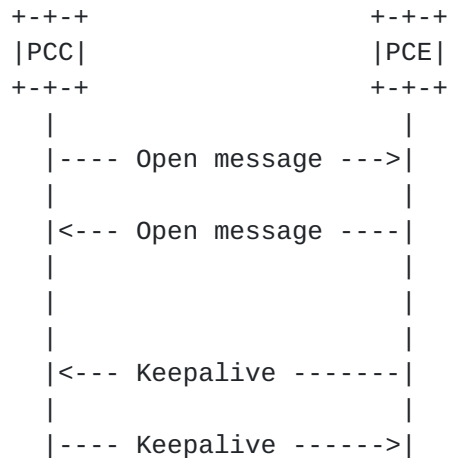 +-+-+                 +-+-+
|PCC|                 |PCE|
+-+-+                 +-+-+
  |                     |
  |---- Open message --->|
  |                     |
  |<--- Open message ----|
  |                     |
  |                     |
  |                     |
  |<--- Keepalive -------|
  |                     |
  |---- Keepalive ------>|